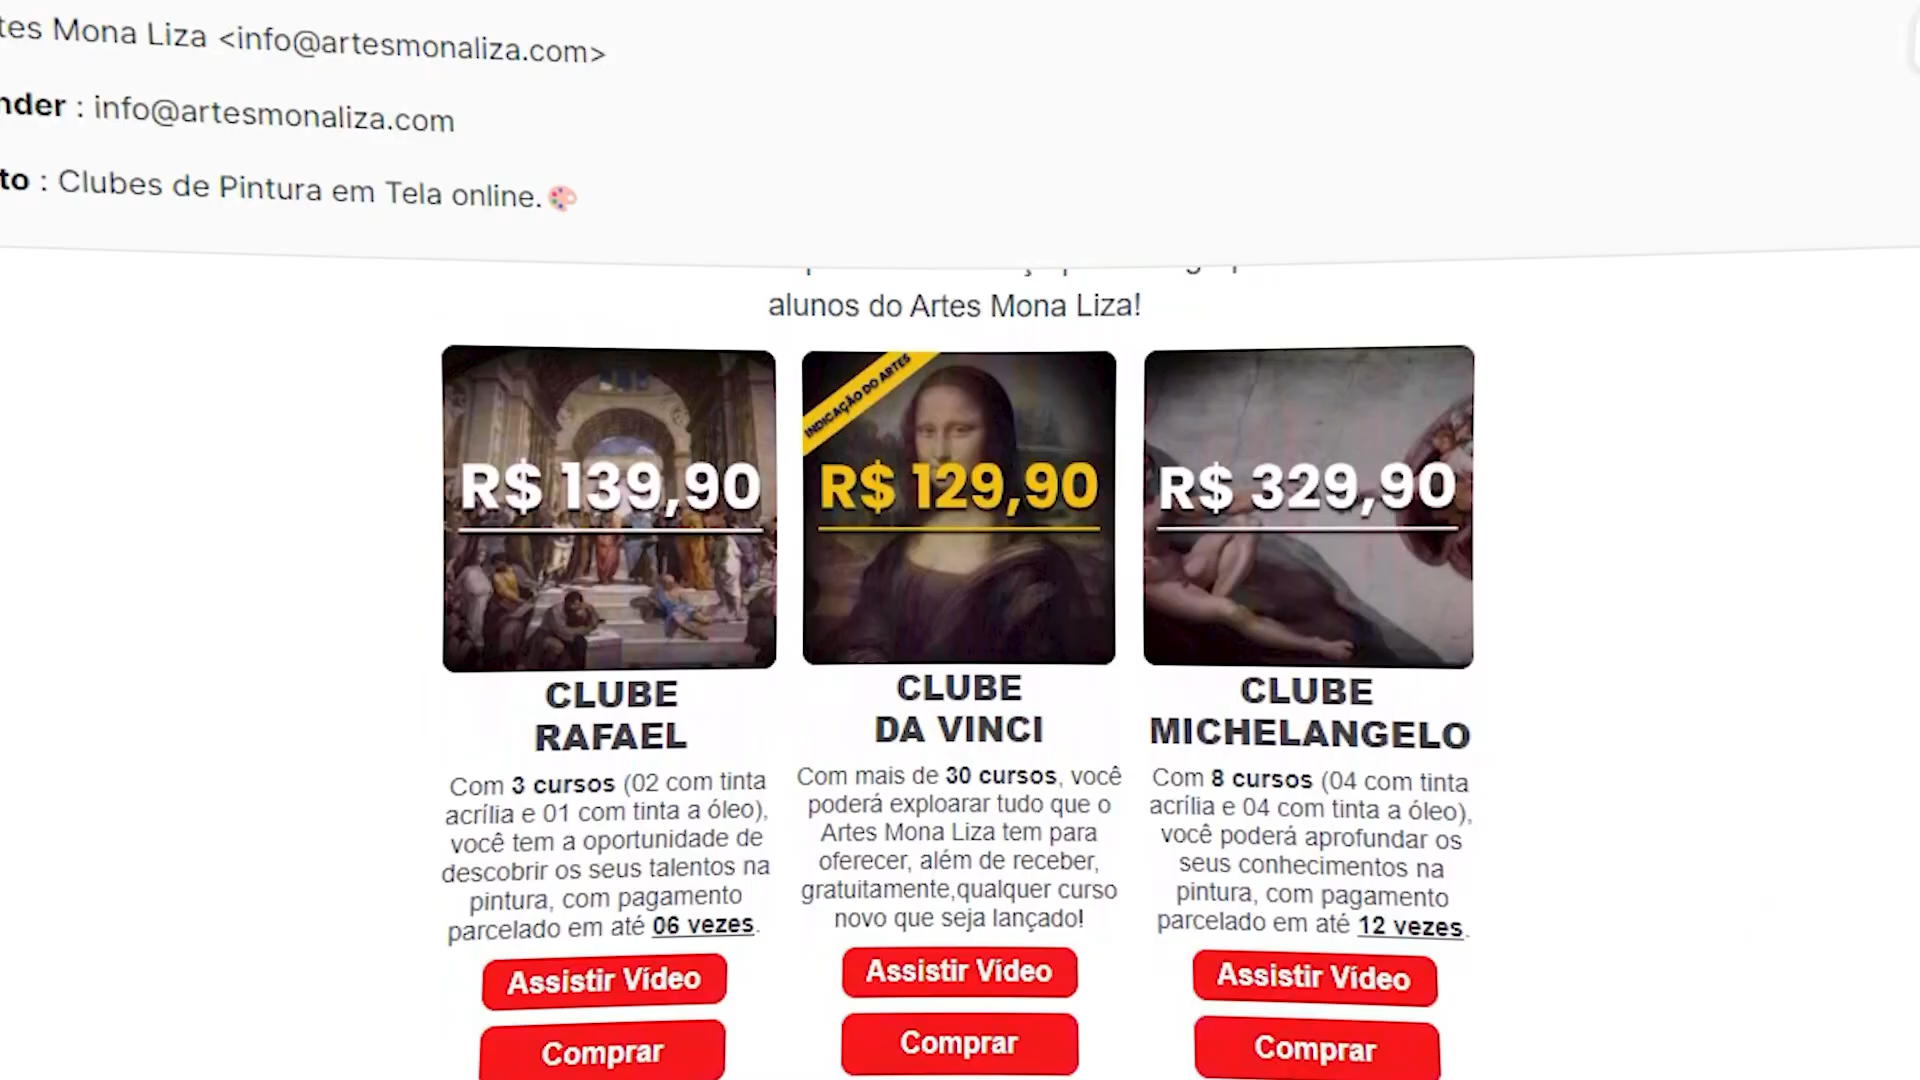 tes Mona Liza <info@artesmonaliza.com>
nder : info@artesmonaliza.com
to : Clubes de Pintura em Tela online.
alunos do Artes Mona Liza!
INDICAÇÃO DO ARTES
R$ 139,90
R$ 129,90
R$ 329,90
CLUBE
RAFAEL
Com 3 cursos (02 com tinta
acrília e 01 com tinta a óleo),
você tem a oportunidade de
descobrir os seus talentos na
pintura, com pagamento
parcelado em até 06 vezes.
Assistir Vídeo
Comprar
CLUBE
DA VINCI
Com mais de 30 cursos, você
poderá exploarar tudo que o
Artes Mona Liza tem para
oferecer, além de receber,
gratuitamente,qualquer curso
novo que seja lançado!
Assistir Vídeo
Comprar
CLUBE
MICHELANGELO
Com 8 cursos (04 com tinta
acrília e 04 com tinta a óleo),
você poderá aprofundar os
seus conhecimentos na
pintura, com pagamento
parcelado em até 12 vezes.
Assistir Vídeo
Comprar